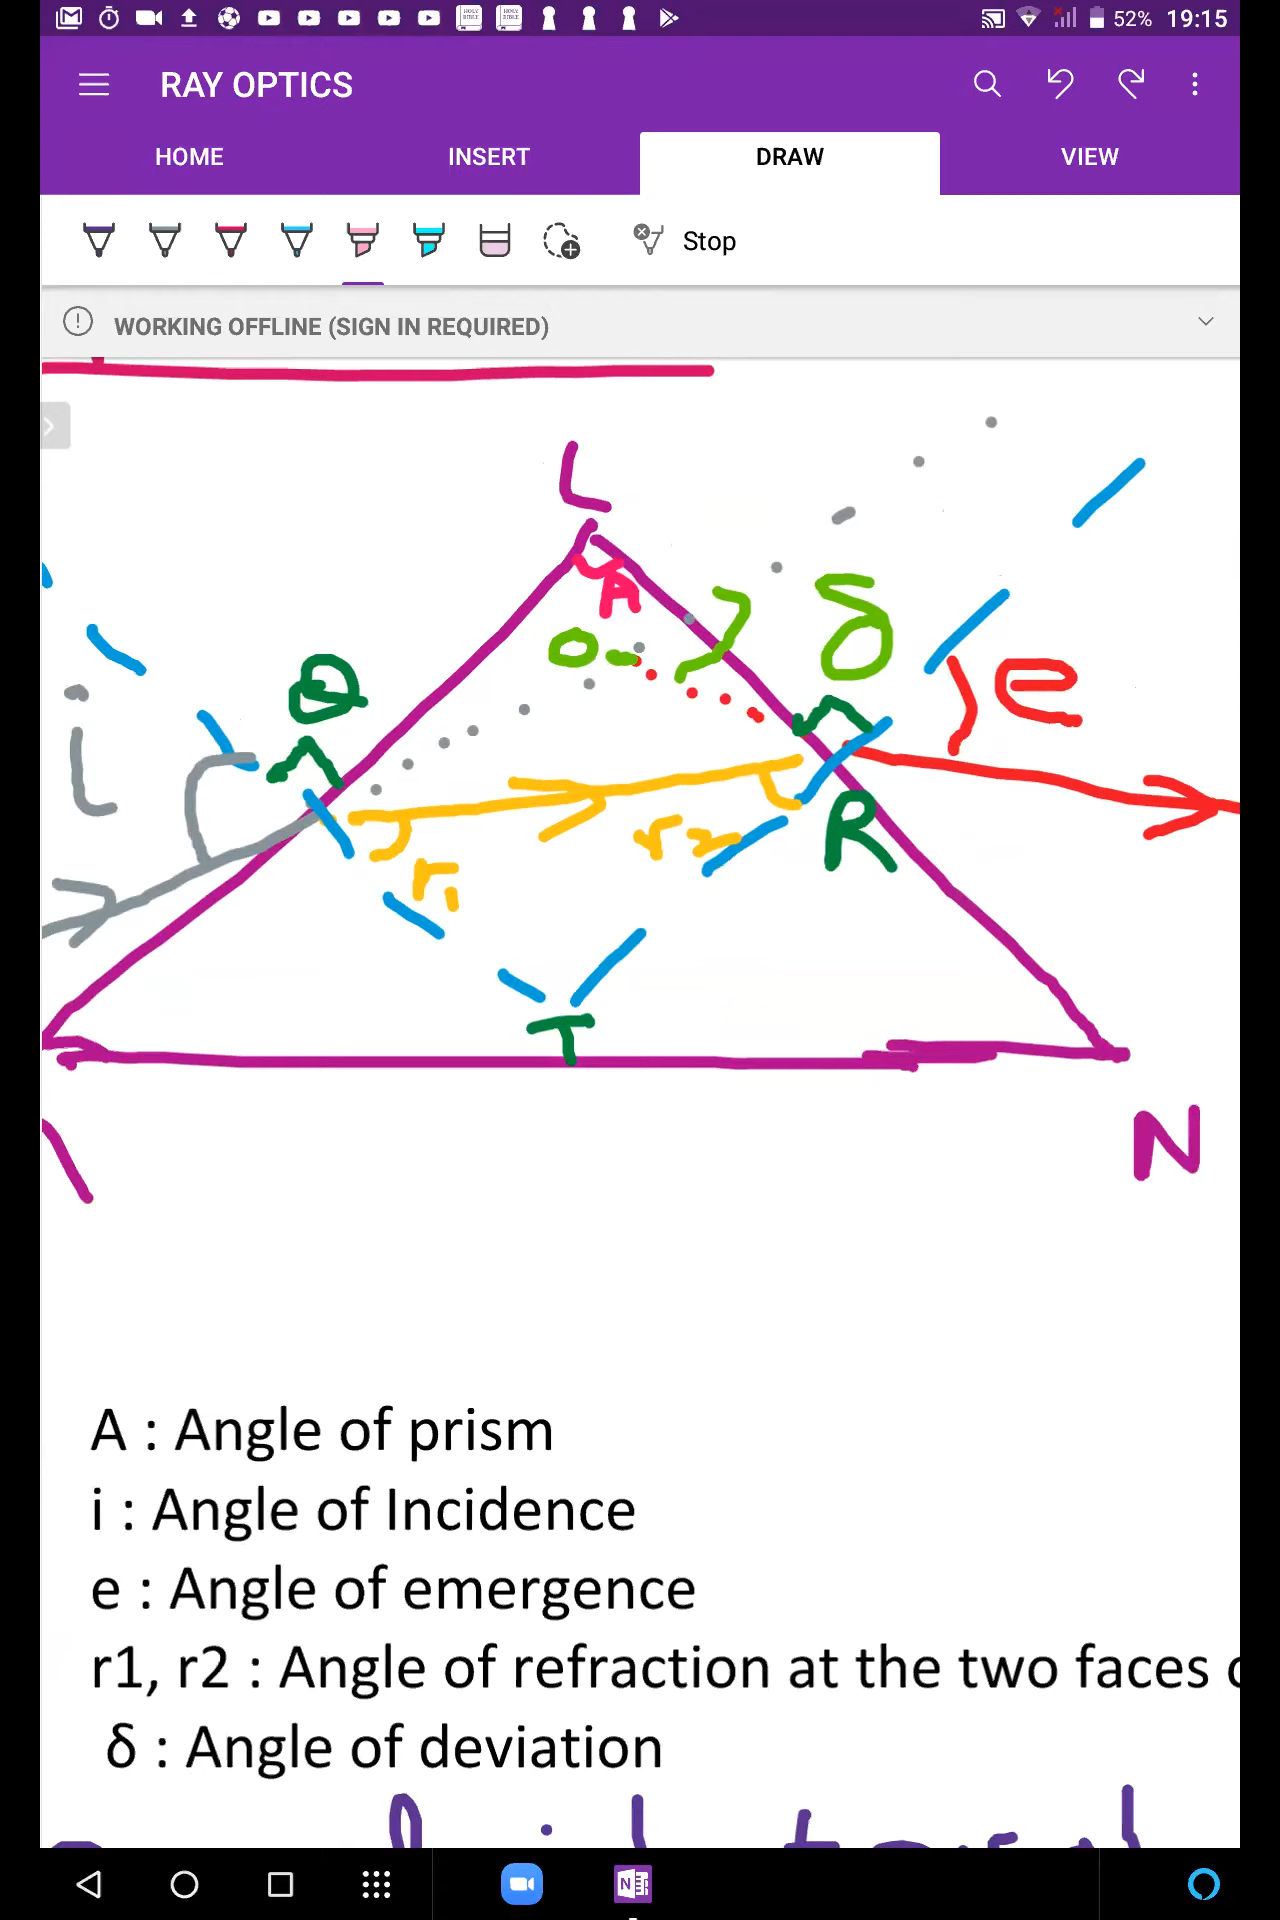 52% 19:15
RAY OPTICS
HOME INSERT DRAW VIEW
Stop
WORKING OFFLINE (SIGN IN REQUIRED)
L
A
O δ
Q e
i
r2 R
r1
T
N
A : Angle of prism
i : Angle of Incidence
e : Angle of emergence
r1, r2 : Angle of refraction at the two faces
δ : Angle of deviation